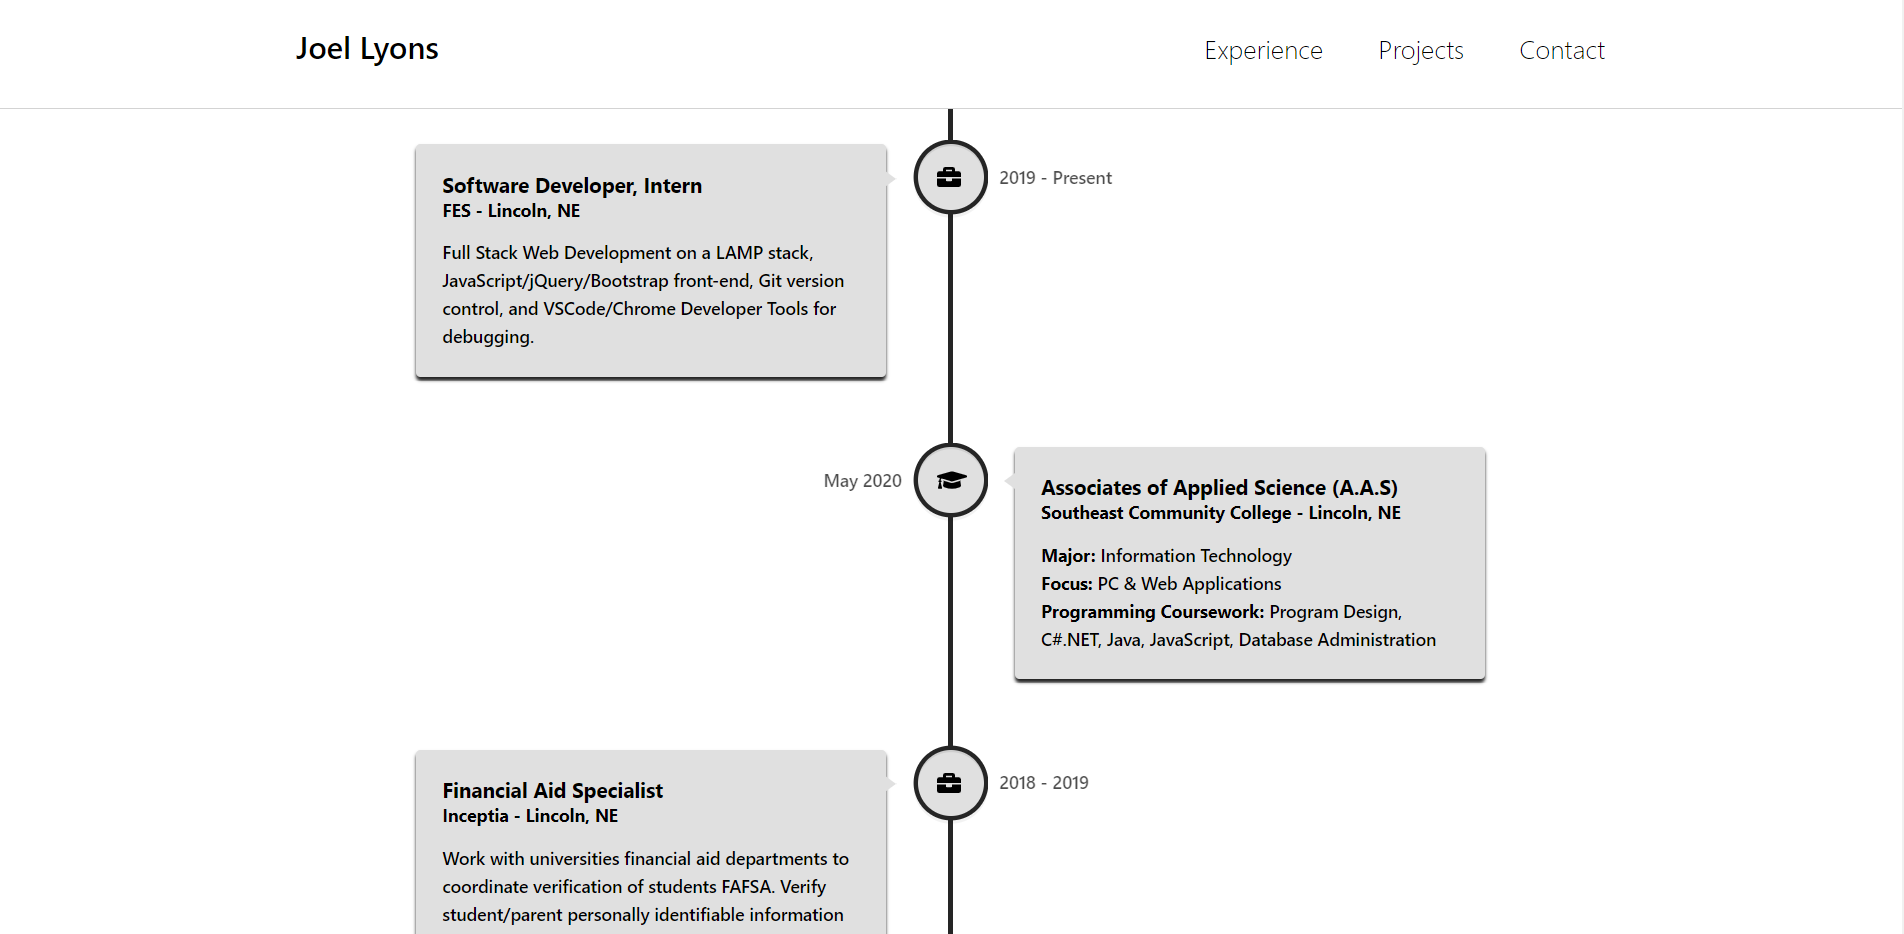 Joel Lyons
Experience Projects Contact
Software Developer, Intern
FES - Lincoln, NE
Full Stack Web Development on a LAMP stack,
JavaScript/jQuery/Bootstrap front-end, Git version
control, and VSCode/Chrome Developer Tools for
debugging.
2019 - Present
May 2020
Associates of Applied Science (A.A.S)
Southeast Community College - Lincoln, NE
Major: Information Technology
Focus: PC & Web Applications
Programming Coursework: Program Design,
C#.NET, Java, JavaScript, Database Administration
Financial Aid Specialist
Inceptia - Lincoln, NE
Work with universities financial aid departments to
coordinate verification of students FAFSA. Verify
student/parent personally identifiable information
2018 - 2019